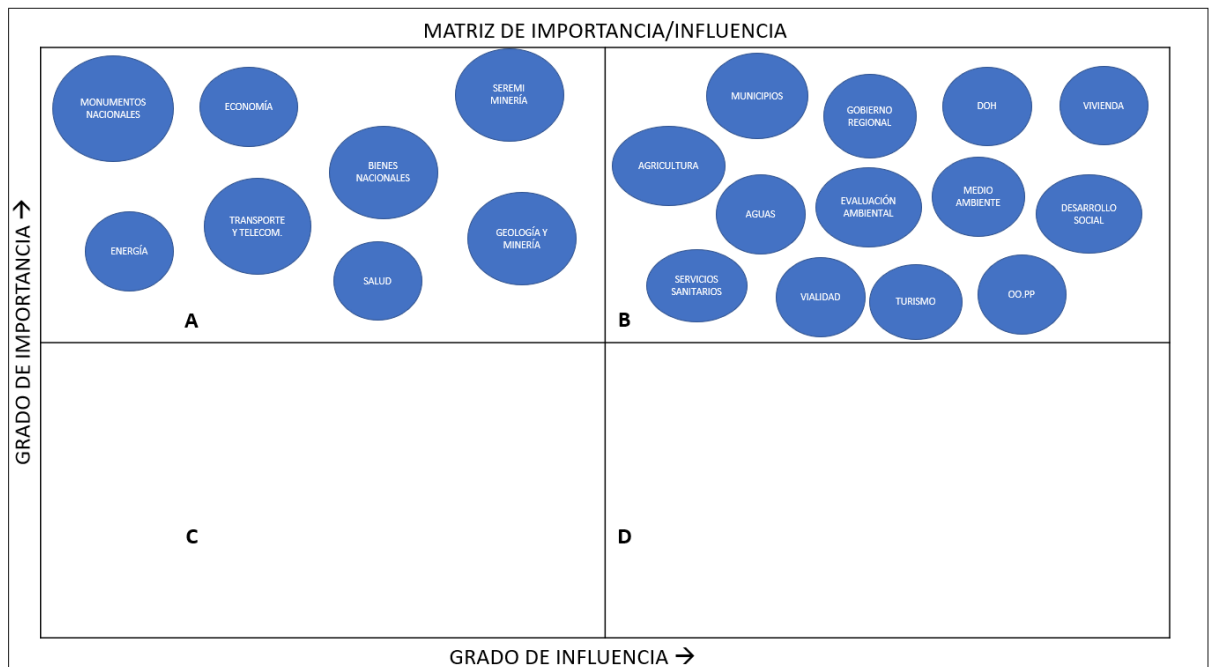 MATRIZ DE IMPORTANCIA/INFLUENCIA
MONUMENTOS
NACIONALES
ECONOMÍA
SEREMI
MINERÍA
BIENES
NACIONALES
ENERGÍA
TRANSPORTE
Y TELECOM.
GEOLOGÍA Y
MINERÍA
SALUD
A
MUNICIPIOS
GOBIERNO
REGIONAL
DOH
VIVIENDA
AGRICULTURA
AGUAS
EVALUACIÓN
AMBIENTAL
MEDIO
AMBIENTE
DESARROLLO
SOCIAL
SERVICIOS
SANITARIOS
VIALIDAD
TURISMO
OO.PP
B
C
D
GRADO DE IMPORTANCIA →
GRADO DE INFLUENCIA →